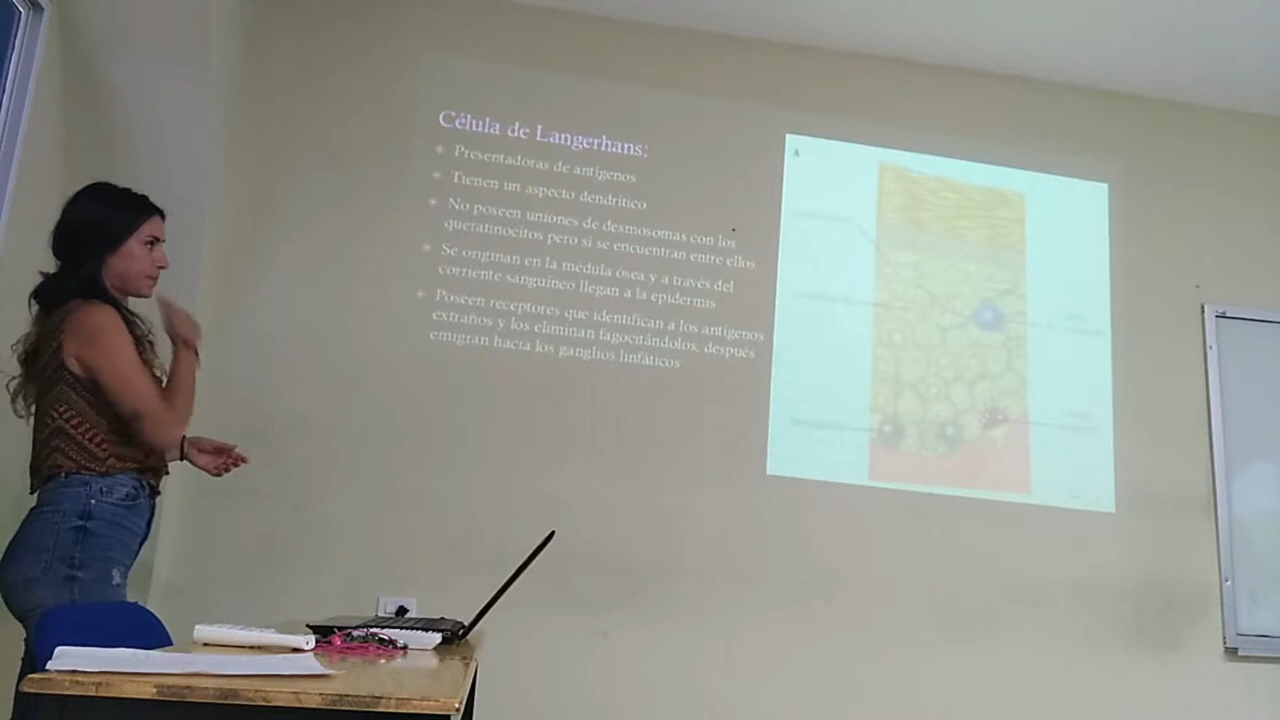 Célula de Langerhans:
Presentadoras de antígenos
Tienen un aspecto dendrítico
No poseen uniones de desmosomas con los
queratinocitos pero si se encuentran entre ellos
Se originan en la médula ósea y a través del
corriente sanguíneo llegan a la epidermis
Poseen receptores que identifican a los antígenos
extraños y los eliminan fagocitándolos, después
emigran hacia los ganglios linfáticos
A